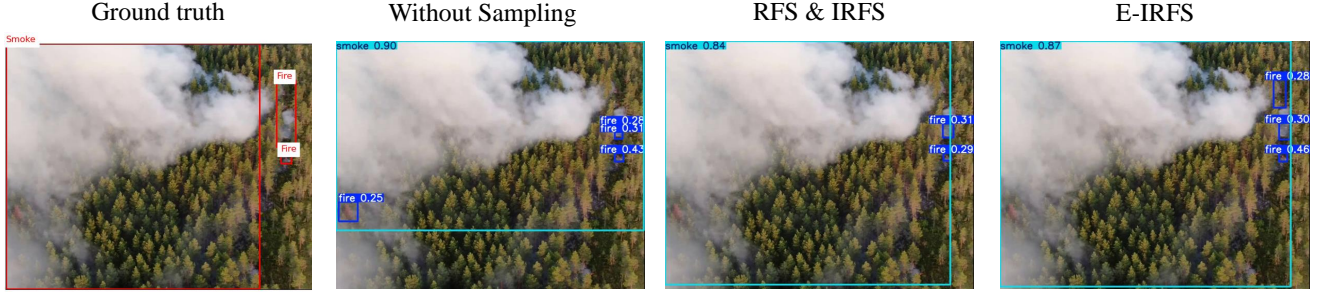 Ground truth
Without Sampling
RFS & IRFS
E-IRFS
Smoke
Fire
Fire
smoke 0.90
fire 0.28
fire 0.31
fire 0.43
fire 0.25
smoke 0.84
fire 0.31
fire 0.29
smoke 0.87
fire 0.28
fire 0.30
fire 0.46